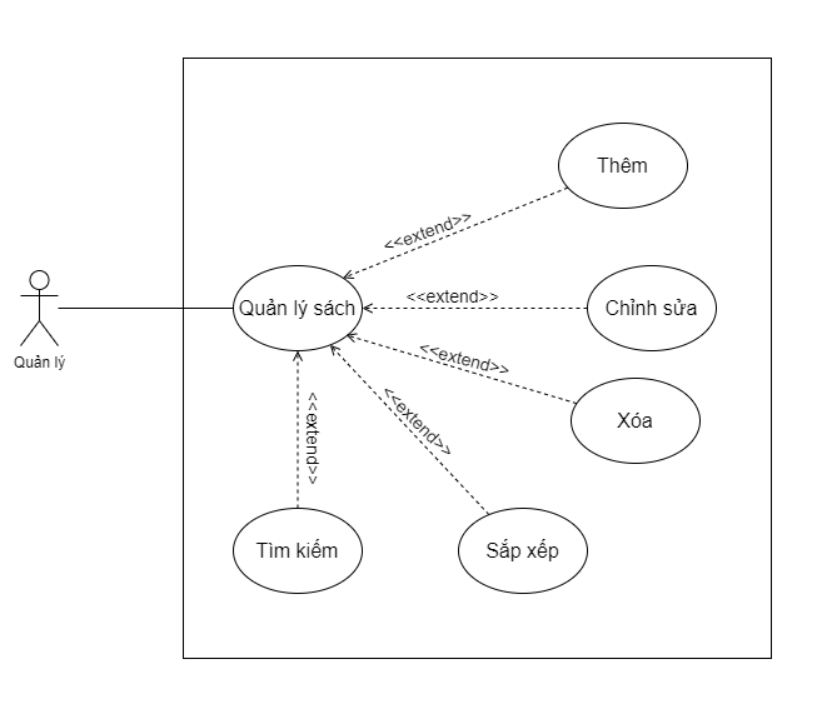 Thêm
<<extend>>
<<extend>>
Quản lý sách
Chỉnh sửa
Quản lý
<<extend>>
<<extend>>
<<extend>>
Xóa
Tìm kiếm
Sắp xếp